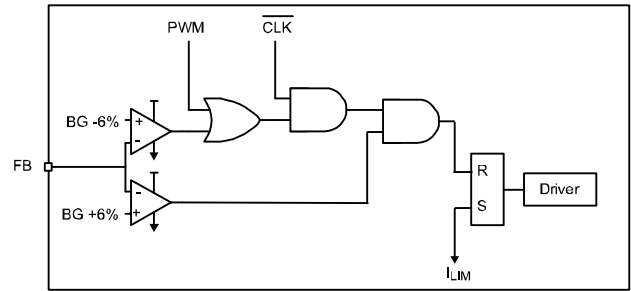 PWM
CLK
BG -6%
+
-
FB
-
BG +6%
+
R
S
Driver
ILIM